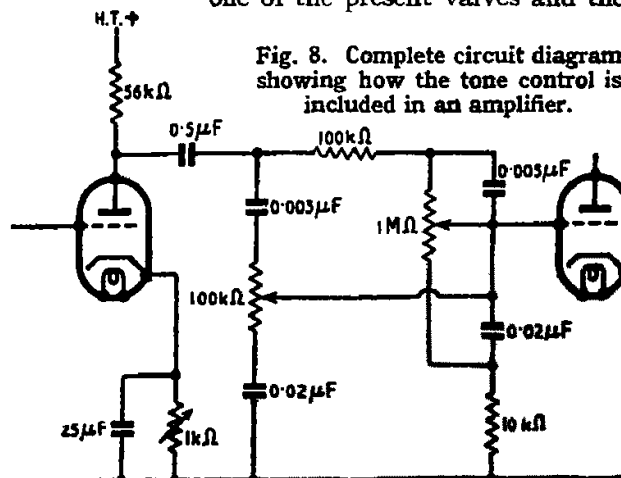 one of the present valves and the
H.T.+
Fig. 8. Complete circuit diagram
showing how the tone control is
included in an amplifier.
56kΩ
0·5μF
100kΩ
0·005μF
0·003μF
1MΩ
100kΩ
0·02μF
0·02μF
25μF
1kΩ
10kΩ